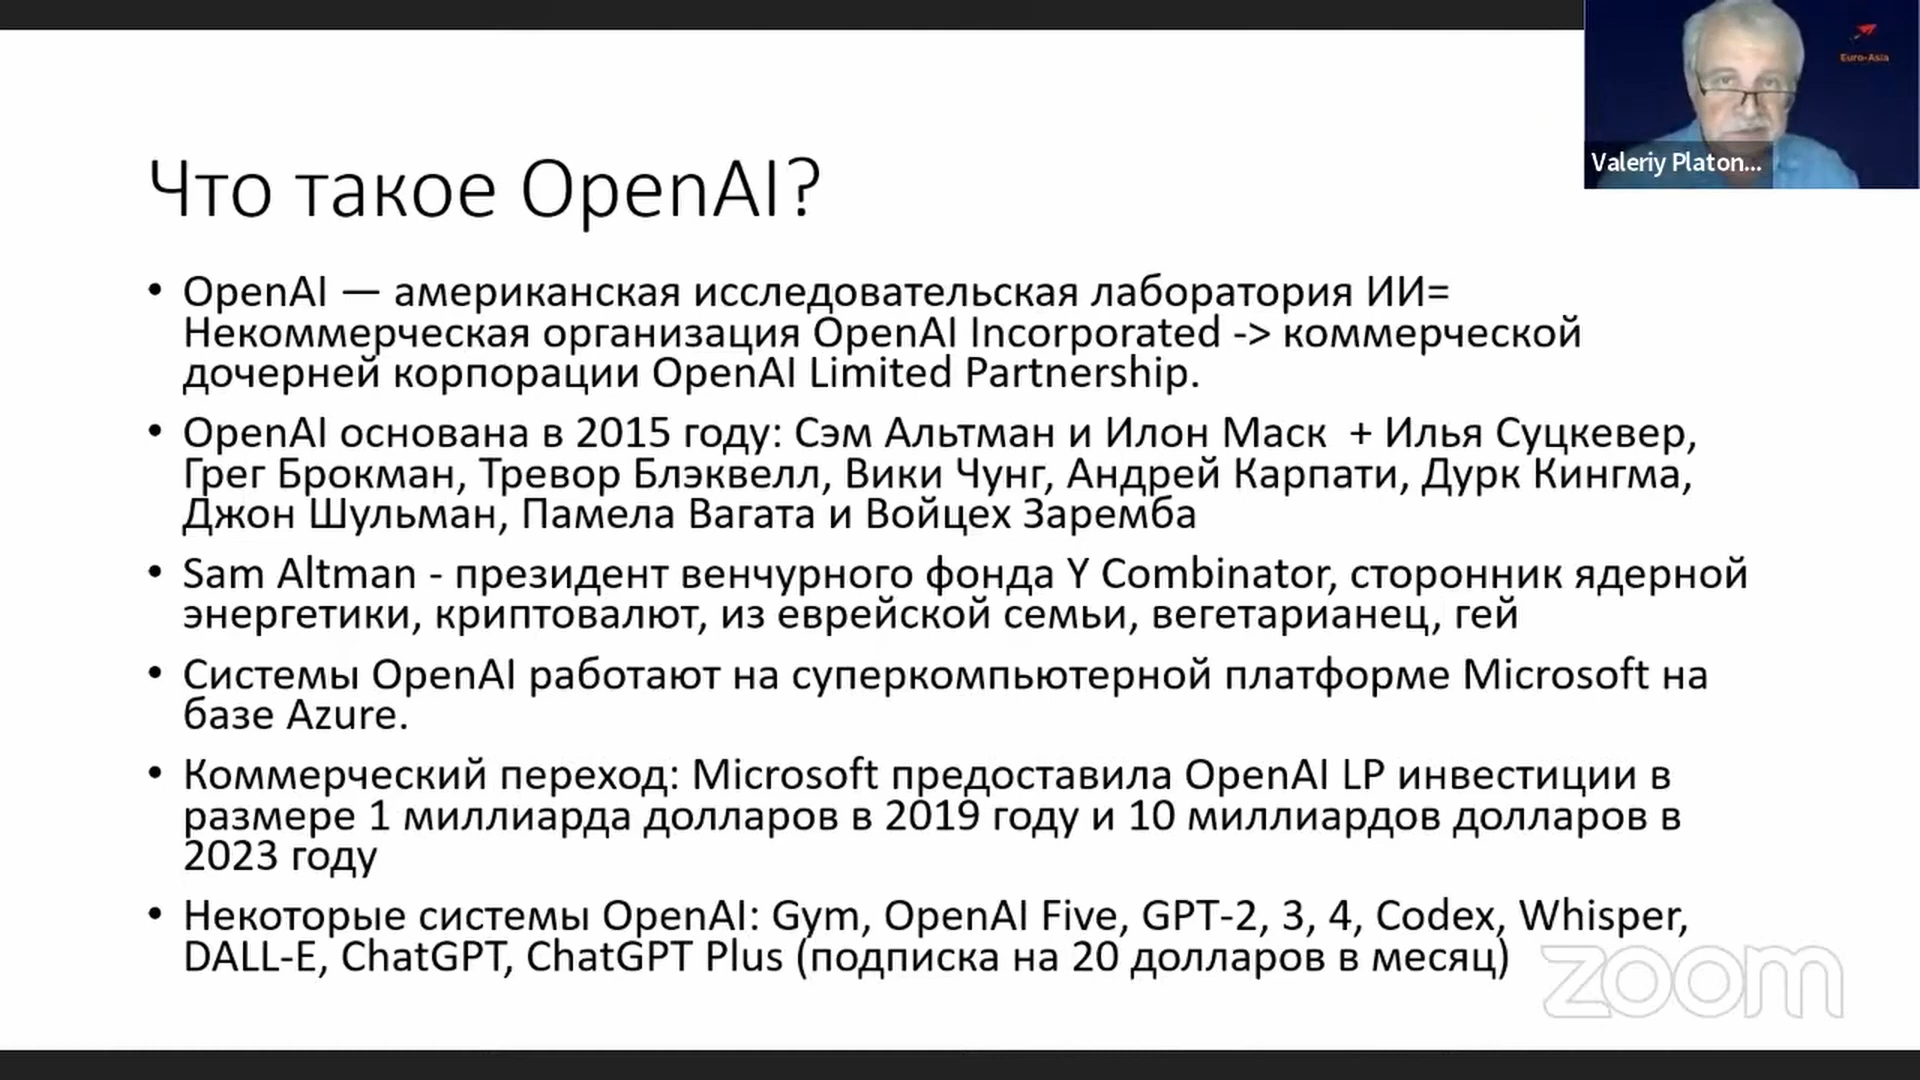 Euro-Asia
Valeriy Platon...
Что такое OpenAI?
• OpenAI — американская исследовательская лаборатория ИИ=
Некоммерческая организация OpenAI Incorporated -> коммерческой
дочерней корпорации OpenAI Limited Partnership.
• OpenAI основана в 2015 году: Сэм Альтман и Илон Маск + Илья Суцкевер,
Грег Брокман, Тревор Блэквелл, Вики Чунг, Андрей Карпати, Дурк Кингма,
Джон Шульман, Памела Вагата и Войцех Заремба
• Sam Altman - президент венчурного фонда Y Combinator, сторонник ядерной
энергетики, криптовалют, из еврейской семьи, вегетарианец, гей
• Системы OpenAI работают на суперкомпьютерной платформе Microsoft на
базе Azure.
• Коммерческий переход: Microsoft предоставила OpenAI LP инвестиции в
размере 1 миллиарда долларов в 2019 году и 10 миллиардов долларов в
2023 году
• Некоторые системы OpenAI: Gym, OpenAI Five, GPT-2, 3, 4, Codex, Whisper,
DALL-E, ChatGPT, ChatGPT Plus (подписка на 20 долларов в месяц)
zoom